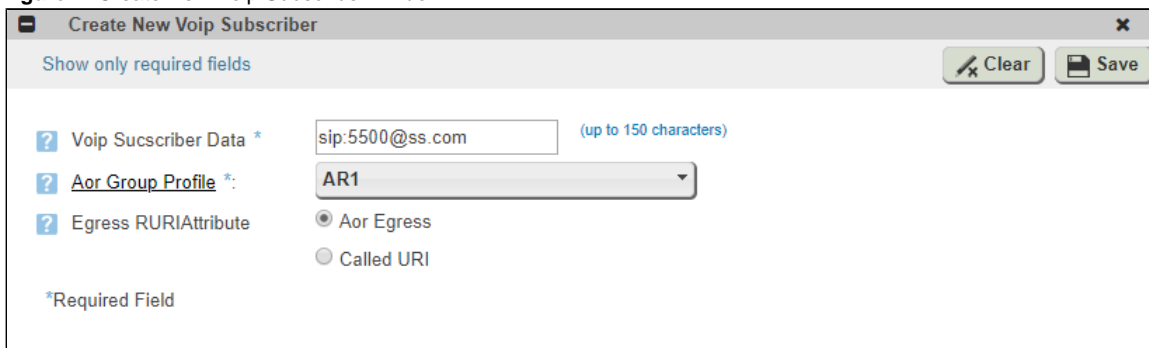 Create New Voip Subscriber
Show only required fields
Clear
Save
Voip Sucscriber Data *
sip:5500@ss.com
(up to 150 characters)
Aor Group Profile *:
AR1
Egress RURIAttribute
Aor Egress
Called URI
*Required Field